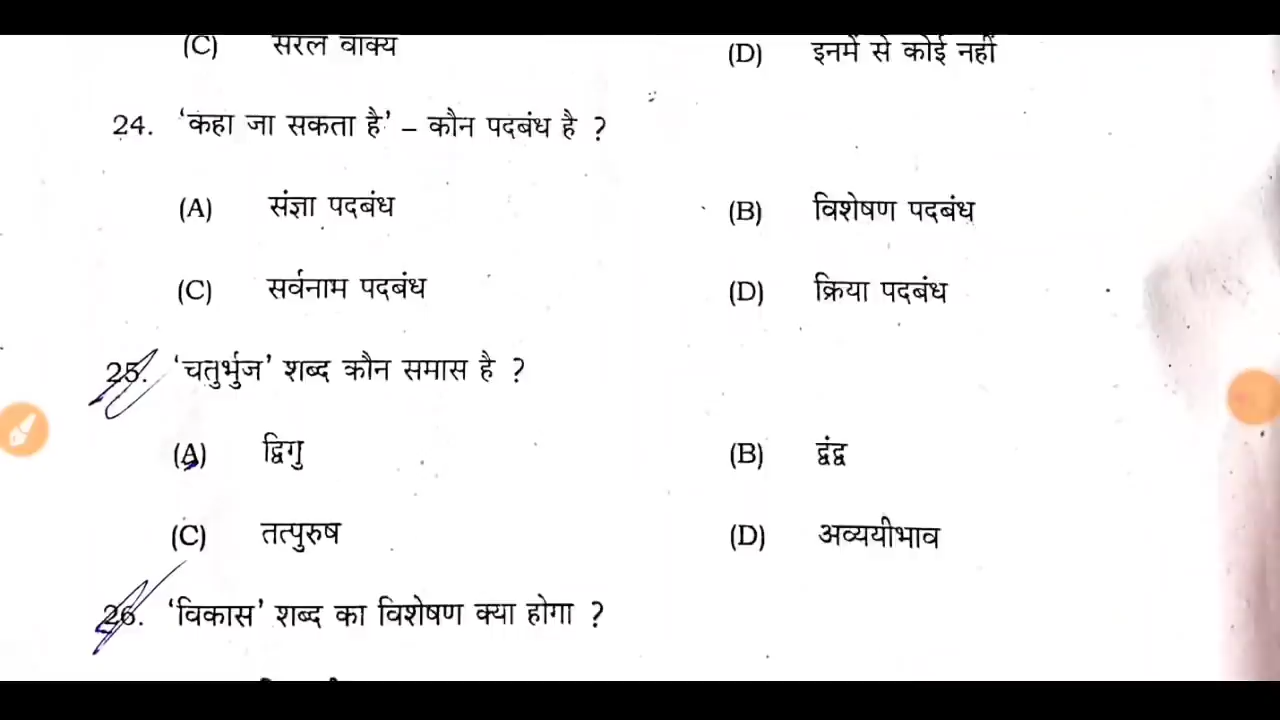 (C) सरल वाक्य (D) इनमें से कोई नहीं
24. 'कहा जा सकता है' – कौन पदबंध है ?
(A) संज्ञा पदबंध (B) विशेषण पदबंध
(C) सर्वनाम पदबंध (D) क्रिया पदबंध
25. 'चतुर्भुज' शब्द कौन समास है ?
(A) द्विगु (B) द्वंद्व
(C) तत्पुरुष (D) अव्ययीभाव
26. 'विकास' शब्द का विशेषण क्या होगा ?